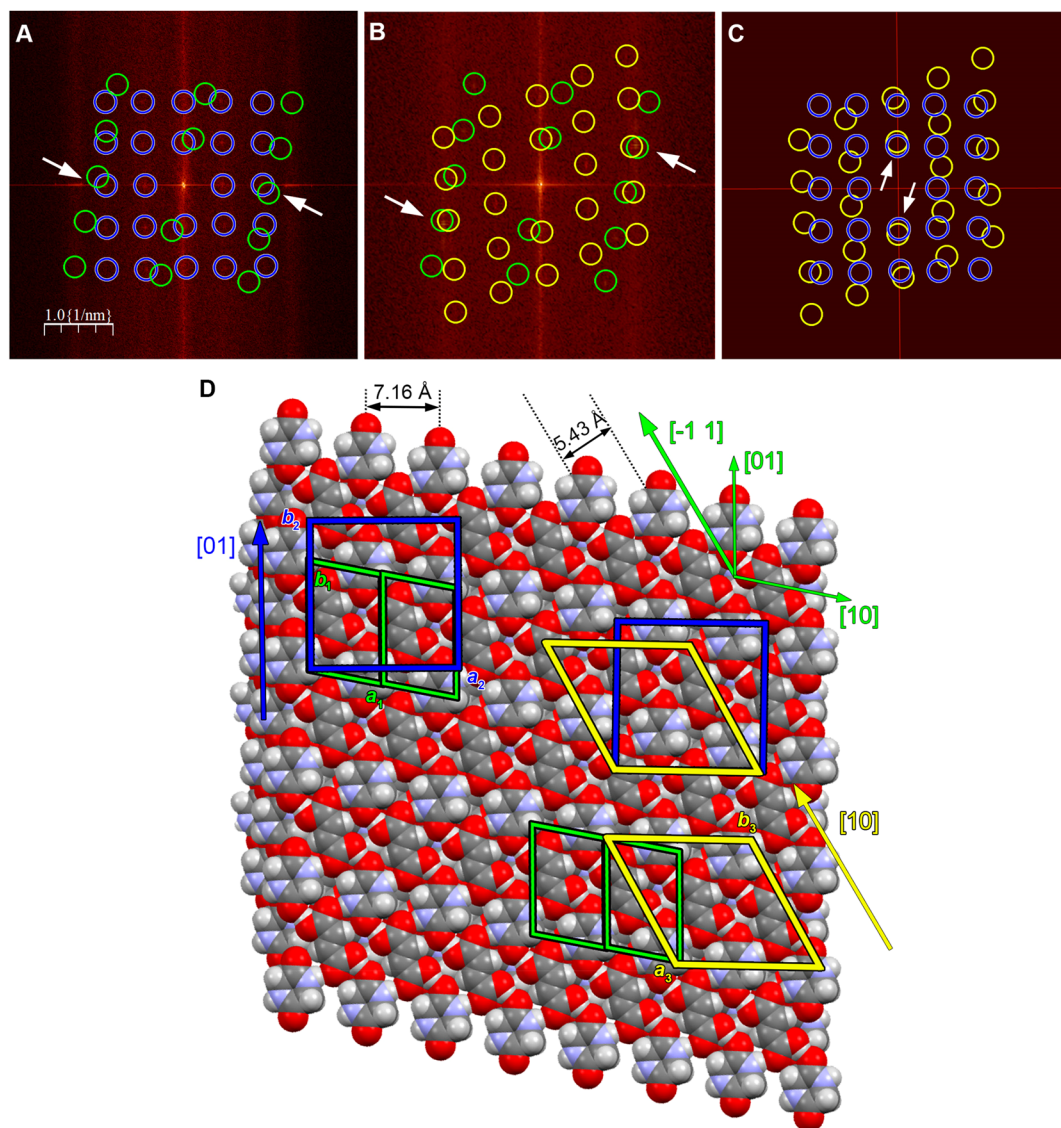 A
B
C
1.0{1/nm}
D
7.16 Å
5.43 Å
[-1 1]
[01]
[10]
[01]
b2
b1
a2
a1
[10]
b3
a3